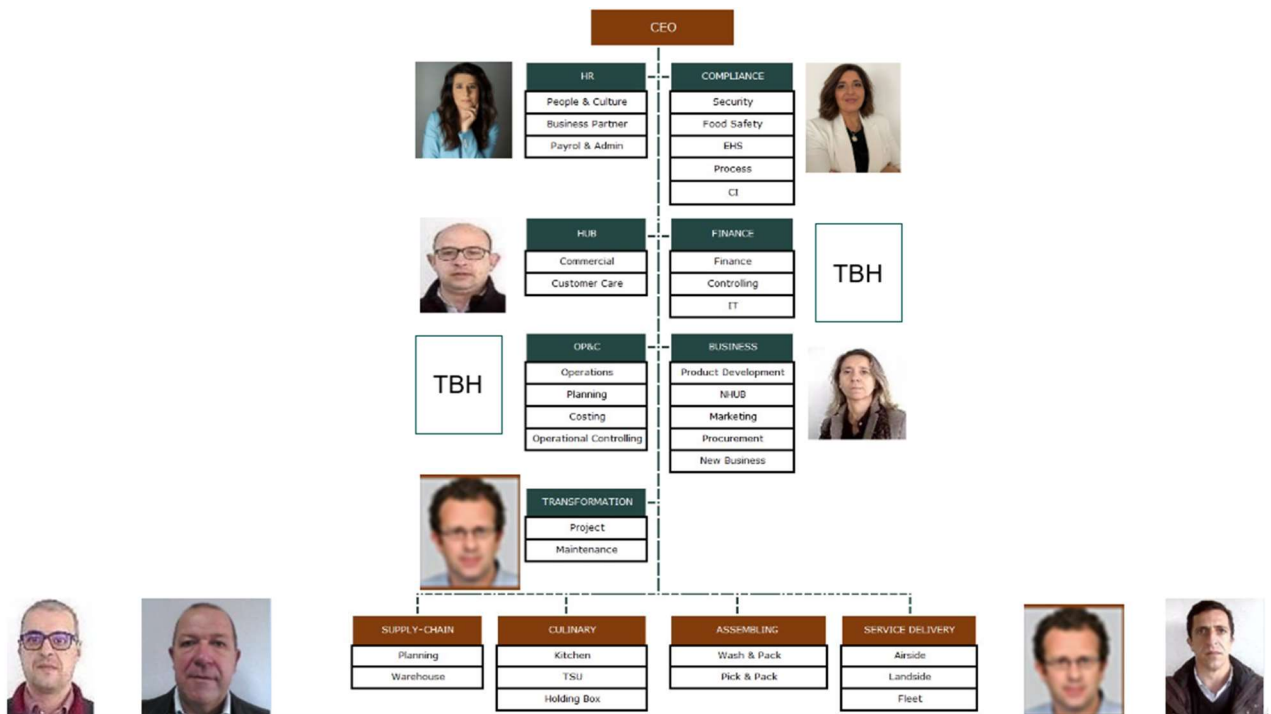 CEO
HR
People & Culture
Business Partner
Payrol & Admin
COMPLIANCE
Security
Food Safety
EHS
Process
CI
HUB
Commercial
Customer Care
FINANCE
Finance
Controlling
IT
TBH
TBH
OP&C
Operations
Planning
Costing
Operational Controlling
BUSINESS
Product Development
NHUB
Marketing
Procurement
New Business
TRANSFORMATION
Project
Maintenance
SUPPLY-CHAIN
Planning
Warehouse
CULINARY
Kitchen
TSU
Holding Box
ASSEMBLING
Wash & Pack
Pick & Pack
SERVICE DELIVERY
Airside
Landside
Fleet